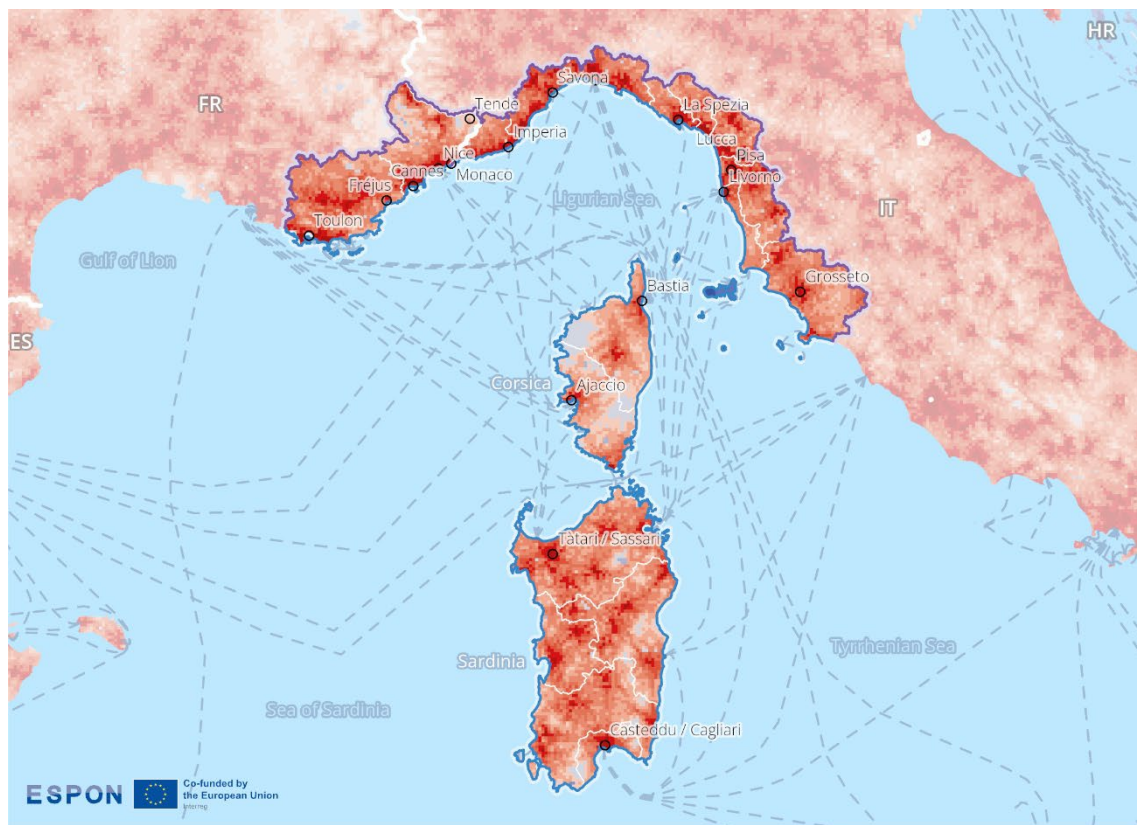 HR
FR
Savona
Tende
La Spezia
Imperia
Lucca
Nice
Pisa
Cannes
Monaco
Livorno
Fréjus
Ligurian Sea
IT
Toulon
Gulf of Lion
Grosseto
Bastia
ES
Corsica
Ajaccio
Tàtari / Sassari
Tyrrhenian Sea
Sardinia
Sea of Sardinia
Casteddu / Cagliari
ESPON
Co-funded by
the European Union
Interreg